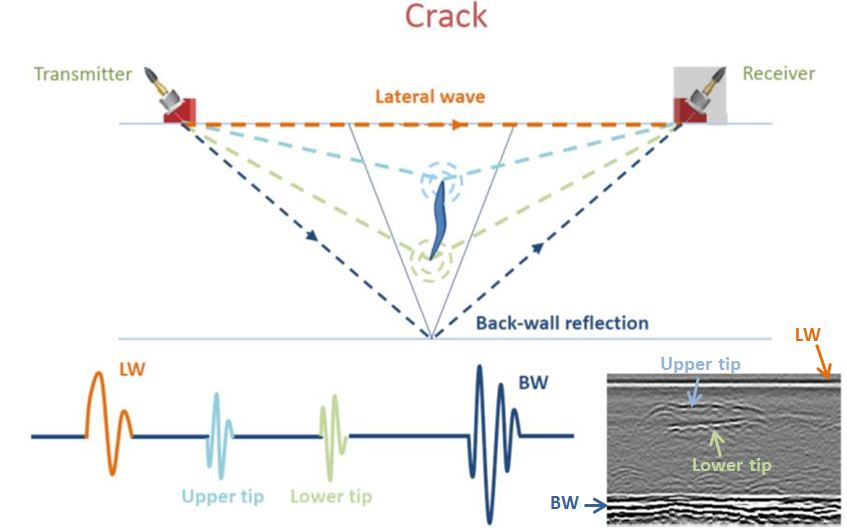 Crack
Transmitter
Receiver
Lateral wave
Back-wall reflection
LW
BW
Upper tip
Lower tip
LW
Upper tip
Lower tip
BW